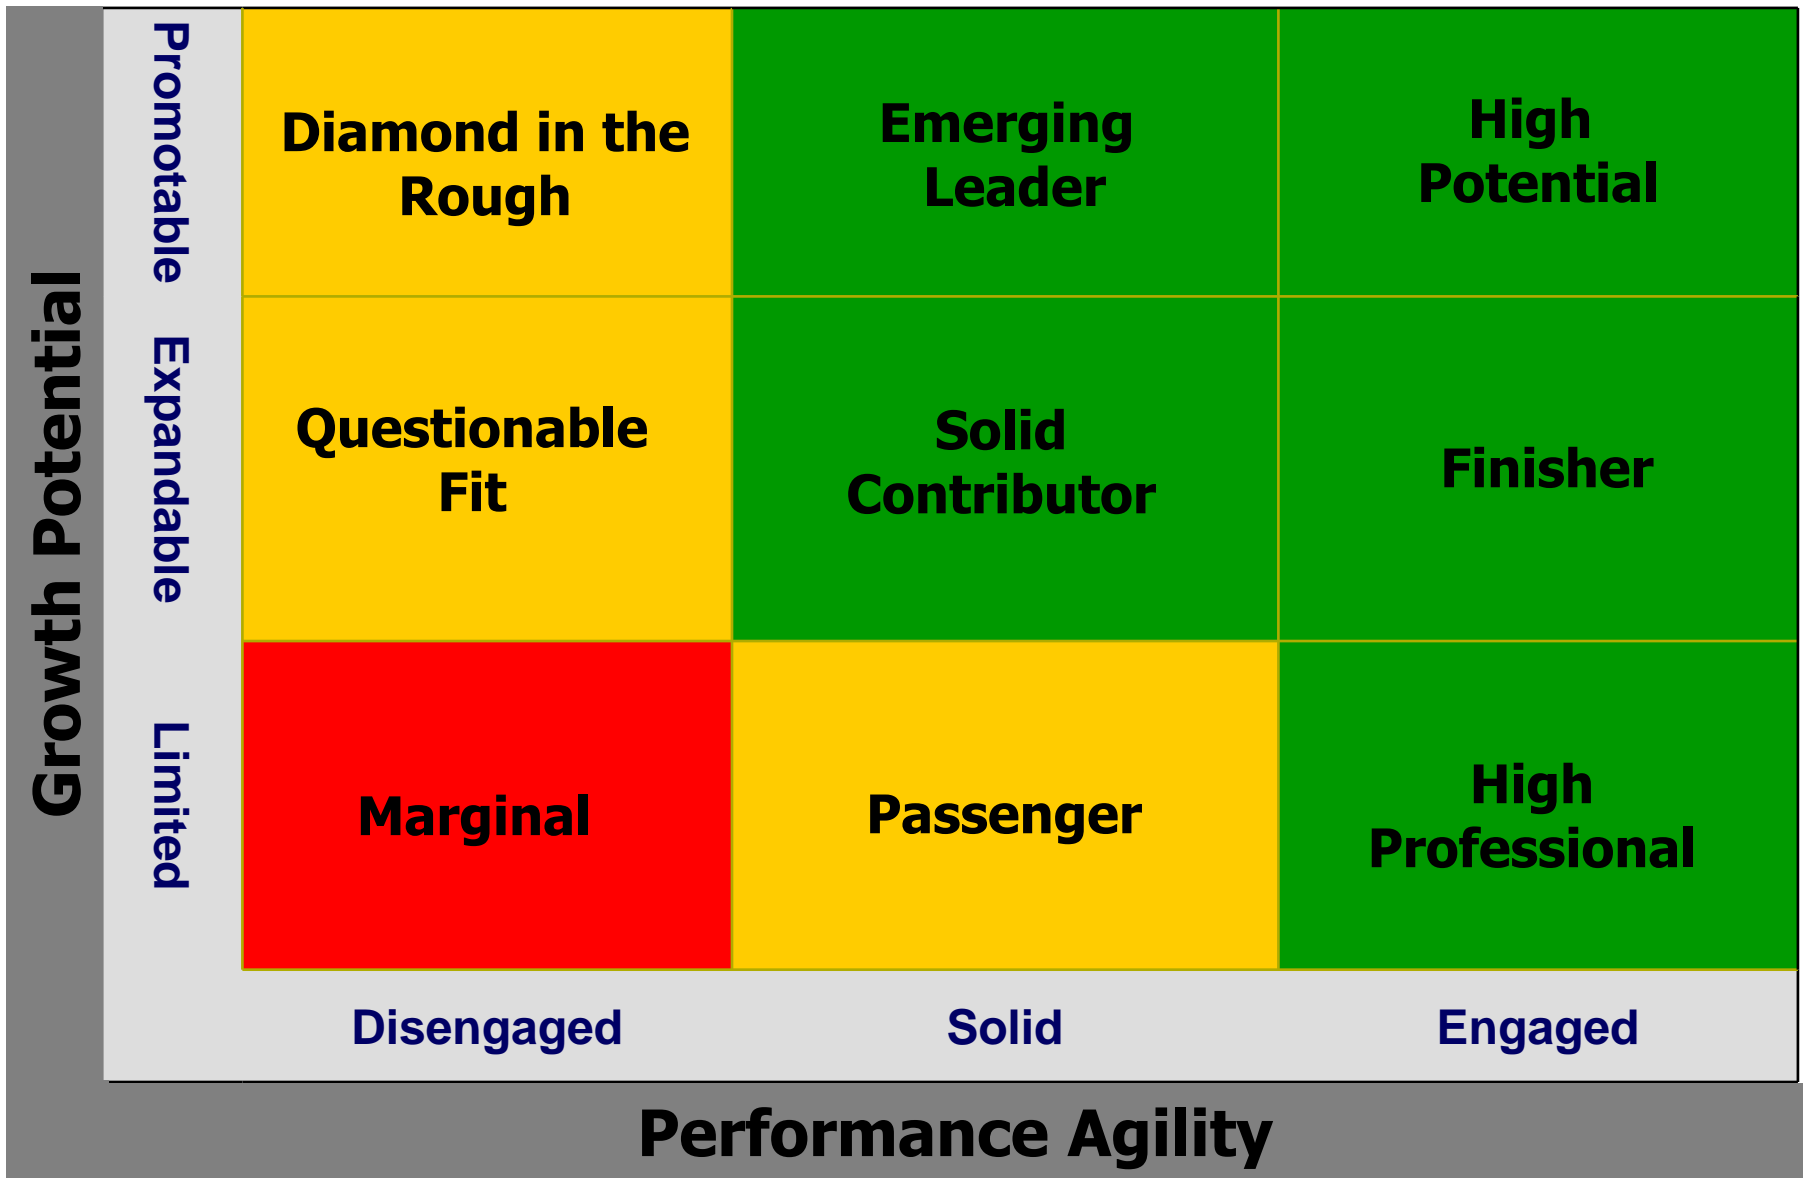 Growth Potential
Promotable
Diamond in the
Rough
Emerging
Leader
High
Potential
Expandable
Questionable
Fit
Solid
Contributor
Finisher
Limited
Marginal
Passenger
High
Professional
Disengaged
Solid
Engaged
Performance Agility